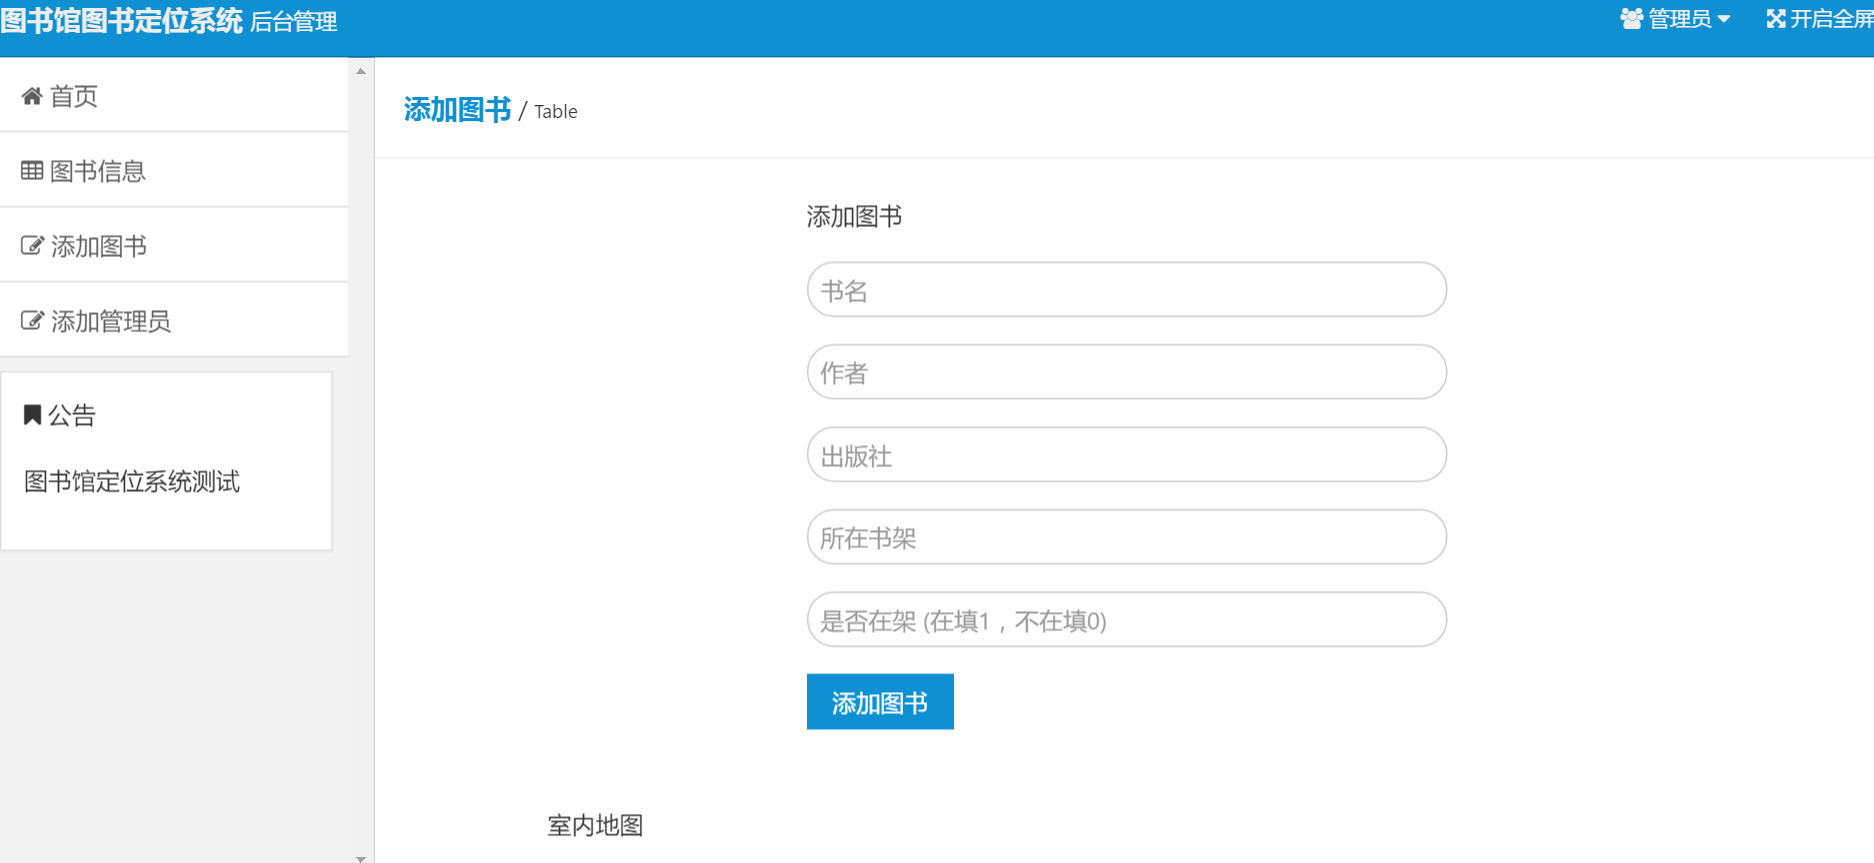 图书馆图书定位系统 后台管理
管理员
开启全屏
首页
图书信息
添加图书
添加管理员
公告
图书馆定位系统测试
添加图书 / Table
添加图书
书名
作者
出版社
所在书架
是否在架 (在填1，不在填0)
添加图书
室内地图